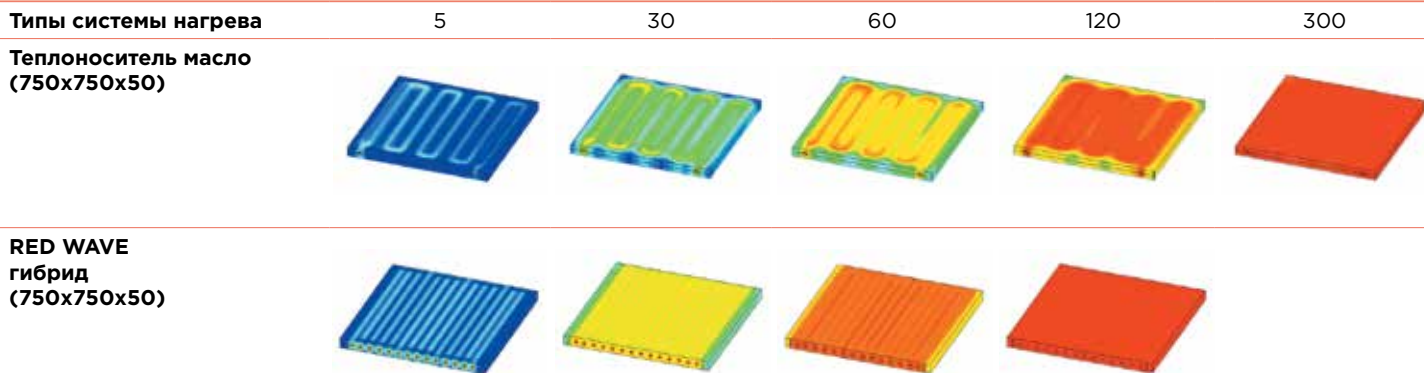 Типы системы нагрева 5 30 60 120 300
Теплоноситель масло
(750x750x50)
RED WAVE
гибрид
(750x750x50)